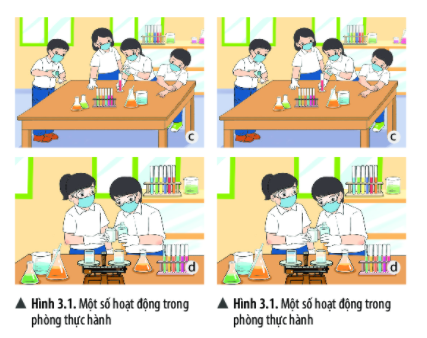 c
c
d
d
▲ Hình 3.1. Một số hoạt động trong
phòng thực hành
▲ Hình 3.1. Một số hoạt động trong
phòng thực hành